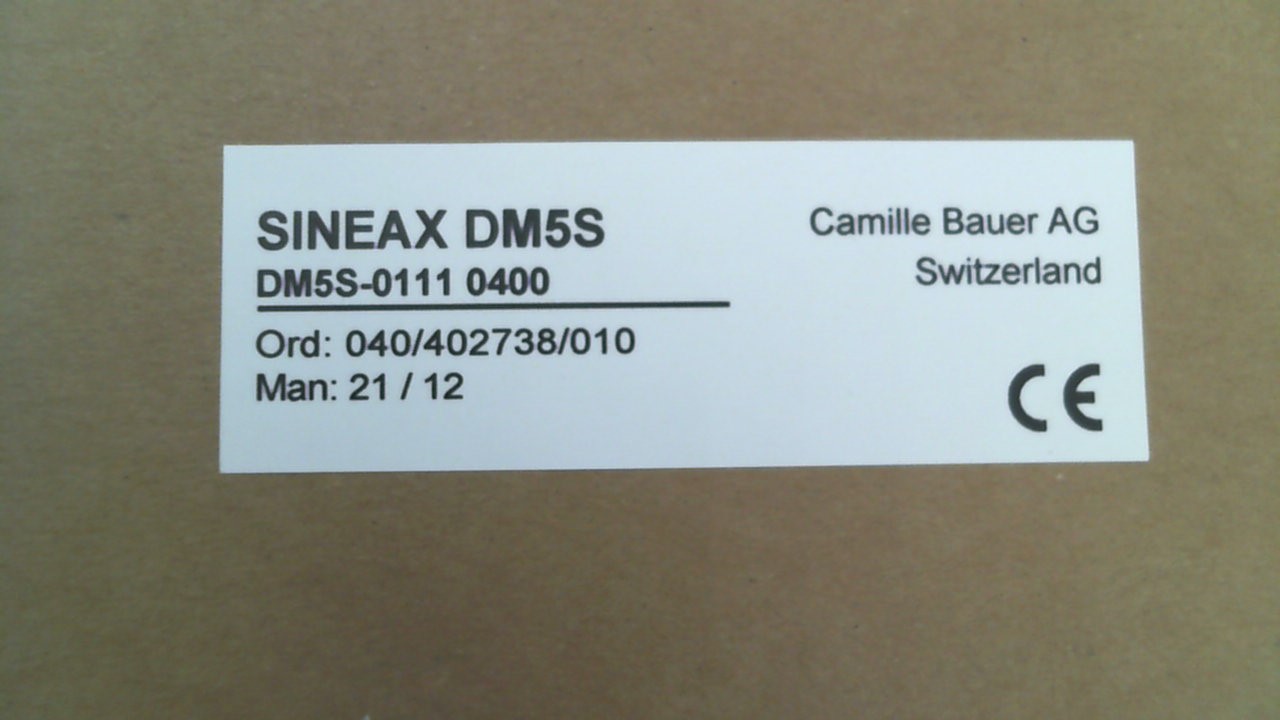 SINEAX DM5S
DM5S-0111 0400
Ord: 040/402738/010
Man: 21 / 12
Camille Bauer AG
Switzerland
CE